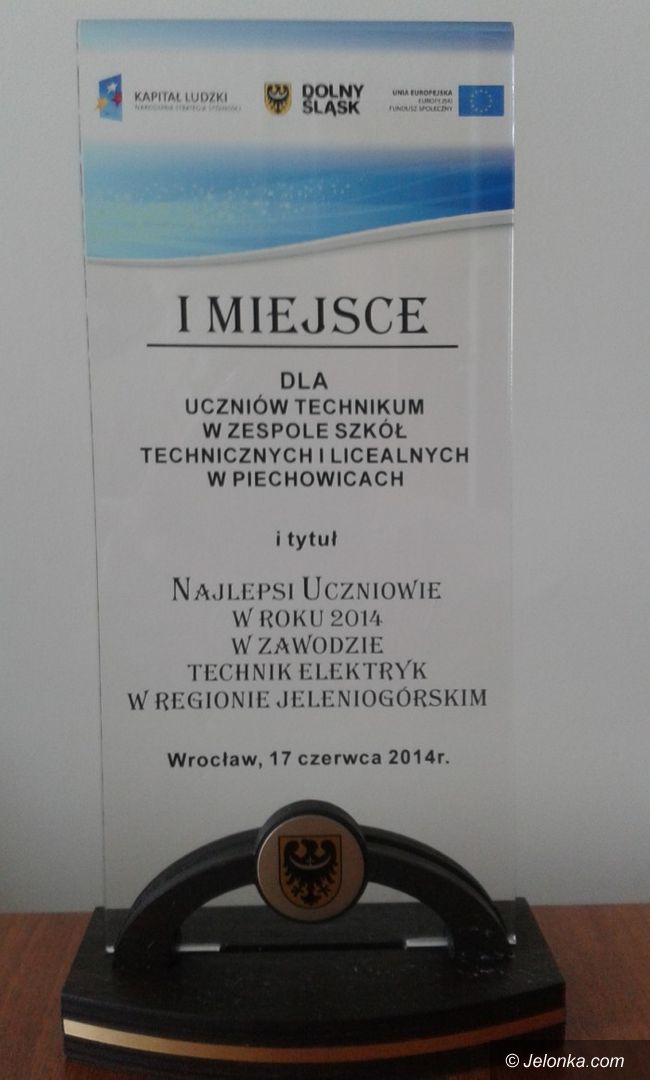 KAPITAŁ LUDZKI
NARODOWA STRATEGIA SPÓJNOŚCI
DOLNY
ŚLĄSK
UNIA EUROPEJSKA
EUROPEJSKI
FUNDUSZ SPOŁECZNY
I MIEJSCE
DLA
UCZNIÓW TECHNIKUM
W ZESPOLE SZKÓŁ
TECHNICZNYCH I LICEALNYCH
W PIECHOWICACH
i tytuł
NAJLEPSI UCZNIOWIE
W ROKU 2014
W ZAWODZIE
TECHNIK ELEKTRYK
W REGIONIE JELENIOGÓRSKIM
Wrocław, 17 czerwca 2014r.
© Jelonka.com